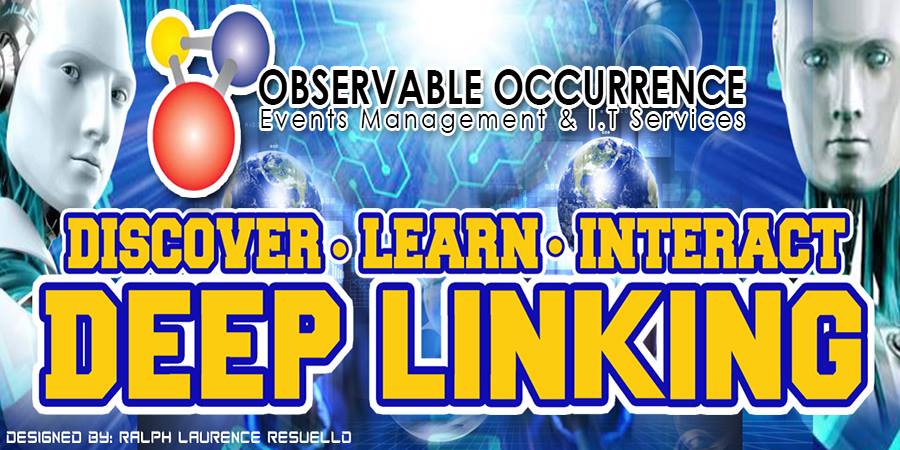 OBSERVABLE OCCURRENCE
Events Management & I.T Services
DISCOVER • LEARN • INTERACT
DEEP LINKING
DESIGNED BY: RALPH LAURENCE RESUELLO